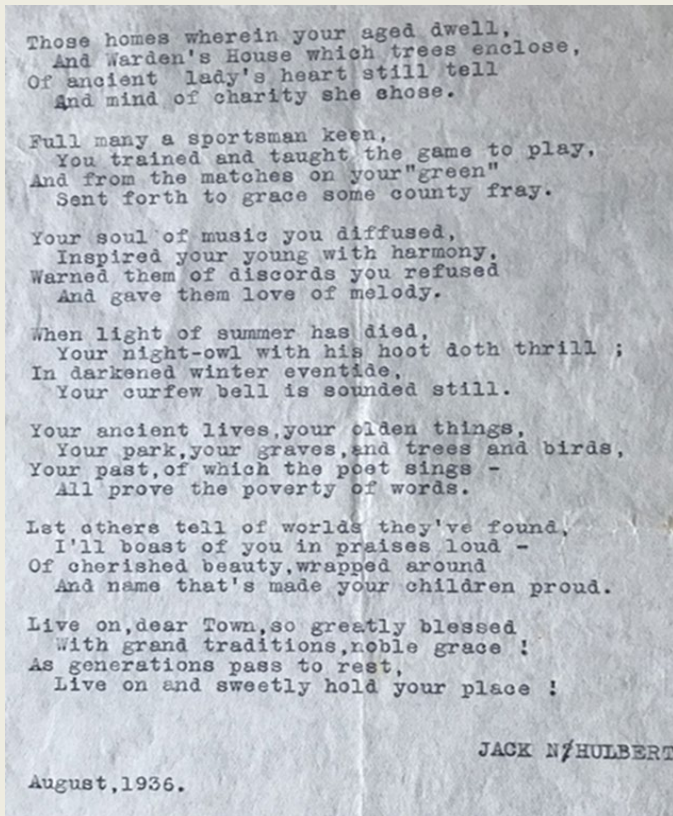 Those homes wherein your aged dwell,
And Warden's House which trees enclose,
Of ancient lady's heart still tell
And mind of charity she chose.
Full many a sportsman keen,
You trained and taught the game to play,
And from the matches on your"green"
Sent forth to grace some county fray.
Your soul of music you diffused,
Inspired your young with harmony,
Warned them of discords you refused
And gave them love of melody.
When light of summer has died,
Your night-owl with his hoot doth thrill ;
In darkened winter eventide,
Your curfew bell is sounded still.
Your ancient lives,your olden things,
Your park,your graves,and trees and birds,
Your past,of which the poet sings -
All prove the poverty of words.
Let others tell of worlds they've found,
I'll boast of you in praises loud -
Of cherished beauty,wrapped around
And name that's made your children proud.
Live on,dear Town,so greatly blessed
With grand traditions,noble grace !
As generations pass to rest,
Live on and sweetly hold your place !
JACK N/HULBERT
August,1936.